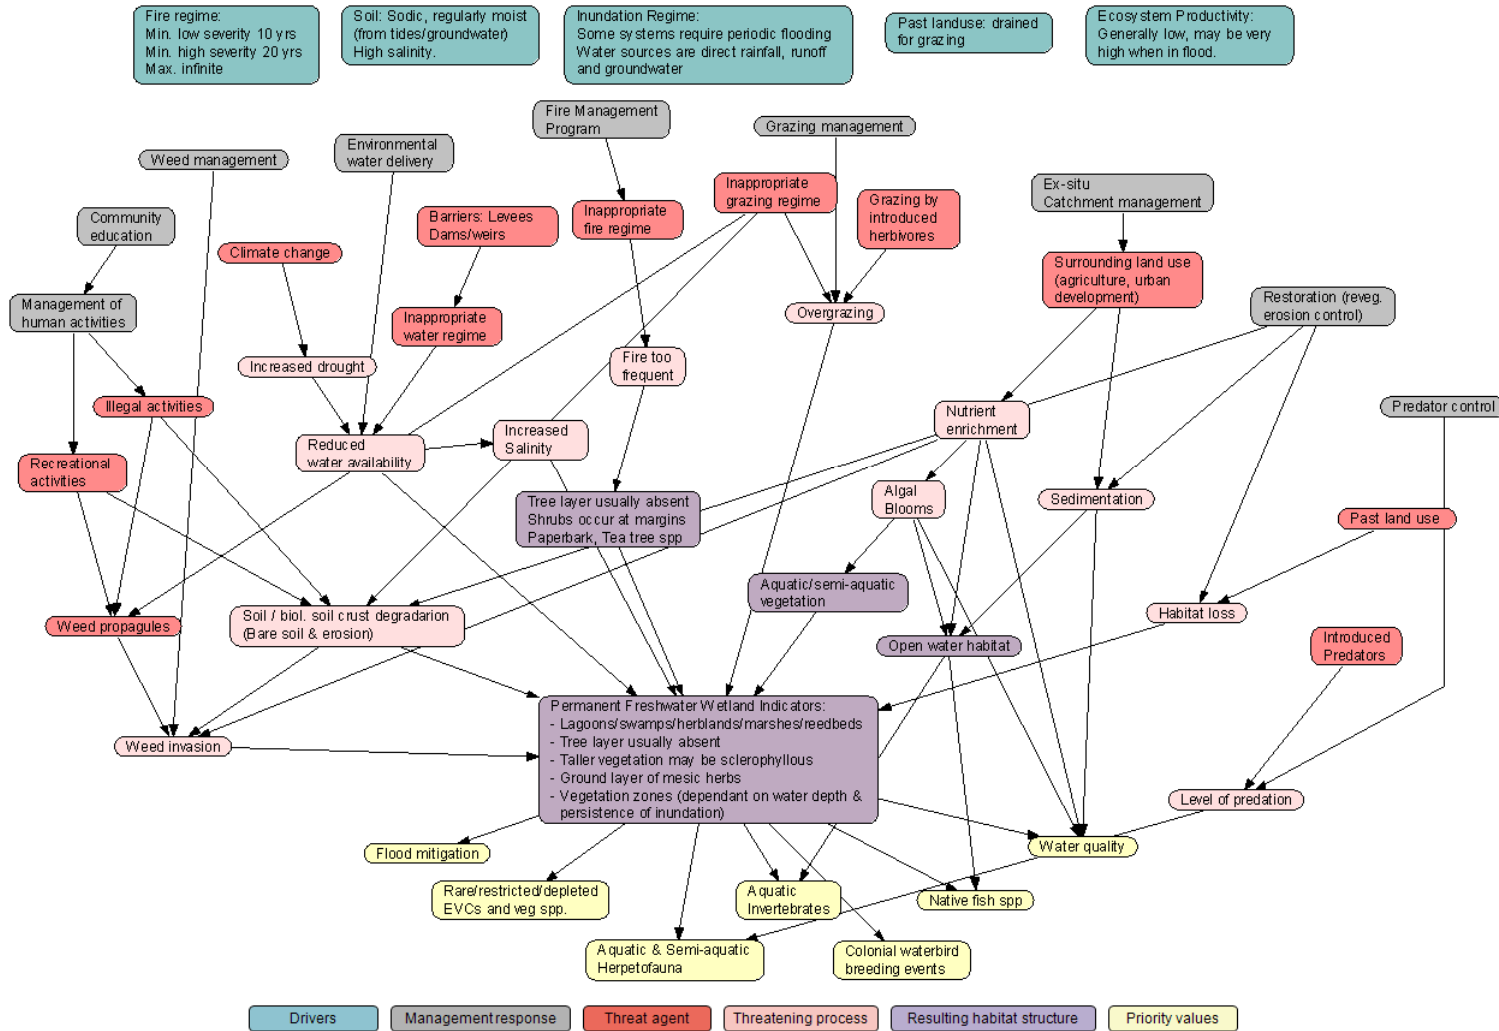 Fire regime:
Min. low severity 10 yrs
Min. high severity 20 yrs
Max. infinite
Soil: Sodic, regularly moist
(from tides/groundwater)
High salinity.
Inundation Regime:
Some systems require periodic flooding
Water sources are direct rainfall, runoff
and groundwater
Past landuse: drained
for grazing
Ecosystem Productivity:
Generally low, may be very
high when in flood.
Fire Management
Program
Grazing management
Weed management
Environmental
water delivery
Inappropriate
grazing regime
Grazing by
introduced
herbivores
Ex-situ
Catchment management
Community
education
Barriers: Levees
Dams/weirs
Inappropriate
fire regime
Climate change
Surrounding land use
(agriculture, urban
development)
Management of
human activities
Inappropriate
water regime
Overgrazing
Restoration (reveg.
erosion control)
Increased drought
Fire too
frequent
Illegal activities
Nutrient
enrichment
Predator control
Reduced
water availability
Increased
Salinity
Recreational
activities
Tree layer usually absent
Shrubs occur at margins
Paperbark, Tea tree spp
Algal
Blooms
Sedimentation
Past land use
Aquatic/semi-aquatic
vegetation
Weed propagules
Soil / biol. soil crust degradarion
(Bare soil & erosion)
Habitat loss
Open water habitat
Introduced
Predators
Permanent Freshwater Wetland Indicators:
- Lagoons/swamps/herblands/marshes/reedbeds
- Tree layer usually absent
- Taller vegetation may be sclerophyllous
- Ground layer of mesic herbs
- Vegetation zones (dependant on water depth &
persistence of inundation)
Weed invasion
Level of predation
Flood mitigation
Water quality
Rare/restricted/depleted
EVCs and veg spp.
Aquatic
Invertebrates
Native fish spp
Aquatic & Semi-aquatic
Herpetofauna
Colonial waterbird
breeding events
Drivers
Management response
Threat agent
Threatening process
Resulting habitat structure
Priority values